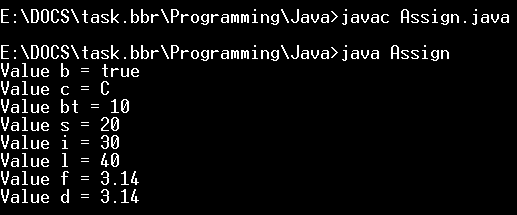 E:\DOCS\task.bbr\Programming\Java>javac Assign.java
E:\DOCS\task.bbr\Programming\Java>java Assign
Value b = true
Value c = C
Value bt = 10
Value s = 20
Value i = 30
Value l = 40
Value f = 3.14
Value d = 3.14